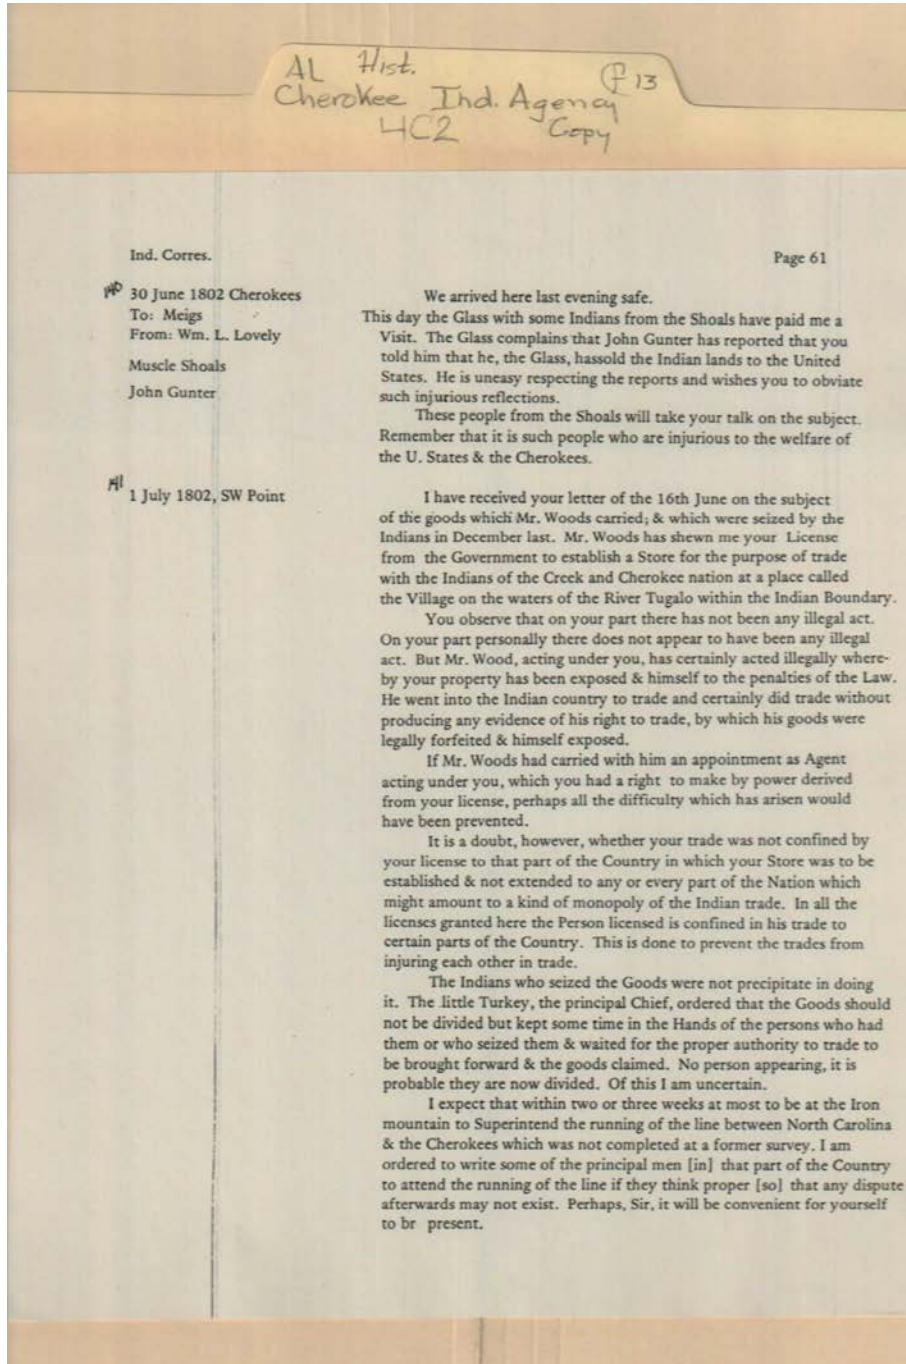 AL Hist.
(P 13
Cherokee Ind. Agency
4C2 Copy
Ind. Corres.
Page 61
140 30 June 1802 Cherokees
To: Meigs
From: Wm. L. Lovely
Muscle Shoals
John Gunter
We arrived here last evening safe.
This day the Glass with some Indians from the Shoals have paid me a
Visit. The Glass complains that John Gunter has reported that you
told him that he, the Glass, hassold the Indian lands to the United
States. He is uneasy respecting the reports and wishes you to obviate
such injurious reflections.
These people from the Shoals will take your talk on the subject.
Remember that it is such people who are injurious to the welfare of
the U. States & the Cherokees.
141
1 July 1802, SW Point
I have received your letter of the 16th June on the subject
of the goods which Mr. Woods carried; & which were seized by the
Indians in December last. Mr. Woods has shewn me your License
from the Government to establish a Store for the purpose of trade
with the Indians of the Creek and Cherokee nation at a place called
the Village on the waters of the River Tugalo within the Indian Boundary.
You observe that on your part there has not been any illegal act.
On your part personally there does not appear to have been any illegal
act. But Mr. Wood, acting under you, has certainly acted illegally where-
by your property has been exposed & himself to the penalties of the Law.
He went into the Indian country to trade and certainly did trade without
producing any evidence of his right to trade, by which his goods were
legally forfeited & himself exposed.
If Mr. Woods had carried with him an appointment as Agent
acting under you, which you had a right to make by power derived
from your license, perhaps all the difficulty which has arisen would
have been prevented.
It is a doubt, however, whether your trade was not confined by
your license to that part of the Country in which your Store was to be
established & not extended to any or every part of the Nation which
might amount to a kind of monopoly of the Indian trade. In all the
licenses granted here the Person licensed is confined in his trade to
certain parts of the Country. This is done to prevent the trades from
injuring each other in trade.
The Indians who seized the Goods were not precipitate in doing
it. The little Turkey, the principal Chief, ordered that the Goods should
not be divided but kept some time in the Hands of the persons who had
them or who seized them & waited for the proper authority to trade to
be brought forward & the goods claimed. No person appearing, it is
probable they are now divided. Of this I am uncertain.
I expect that within two or three weeks at most to be at the Iron
mountain to Superintend the running of the line between North Carolina
& the Cherokees which was not completed at a former survey. I am
ordered to write some of the principal men [in] that part of the Country
to attend the running of the line if they think proper [so] that any dispute
afterwards may not exist. Perhaps, Sir, it will be convenient for yourself
to br present.